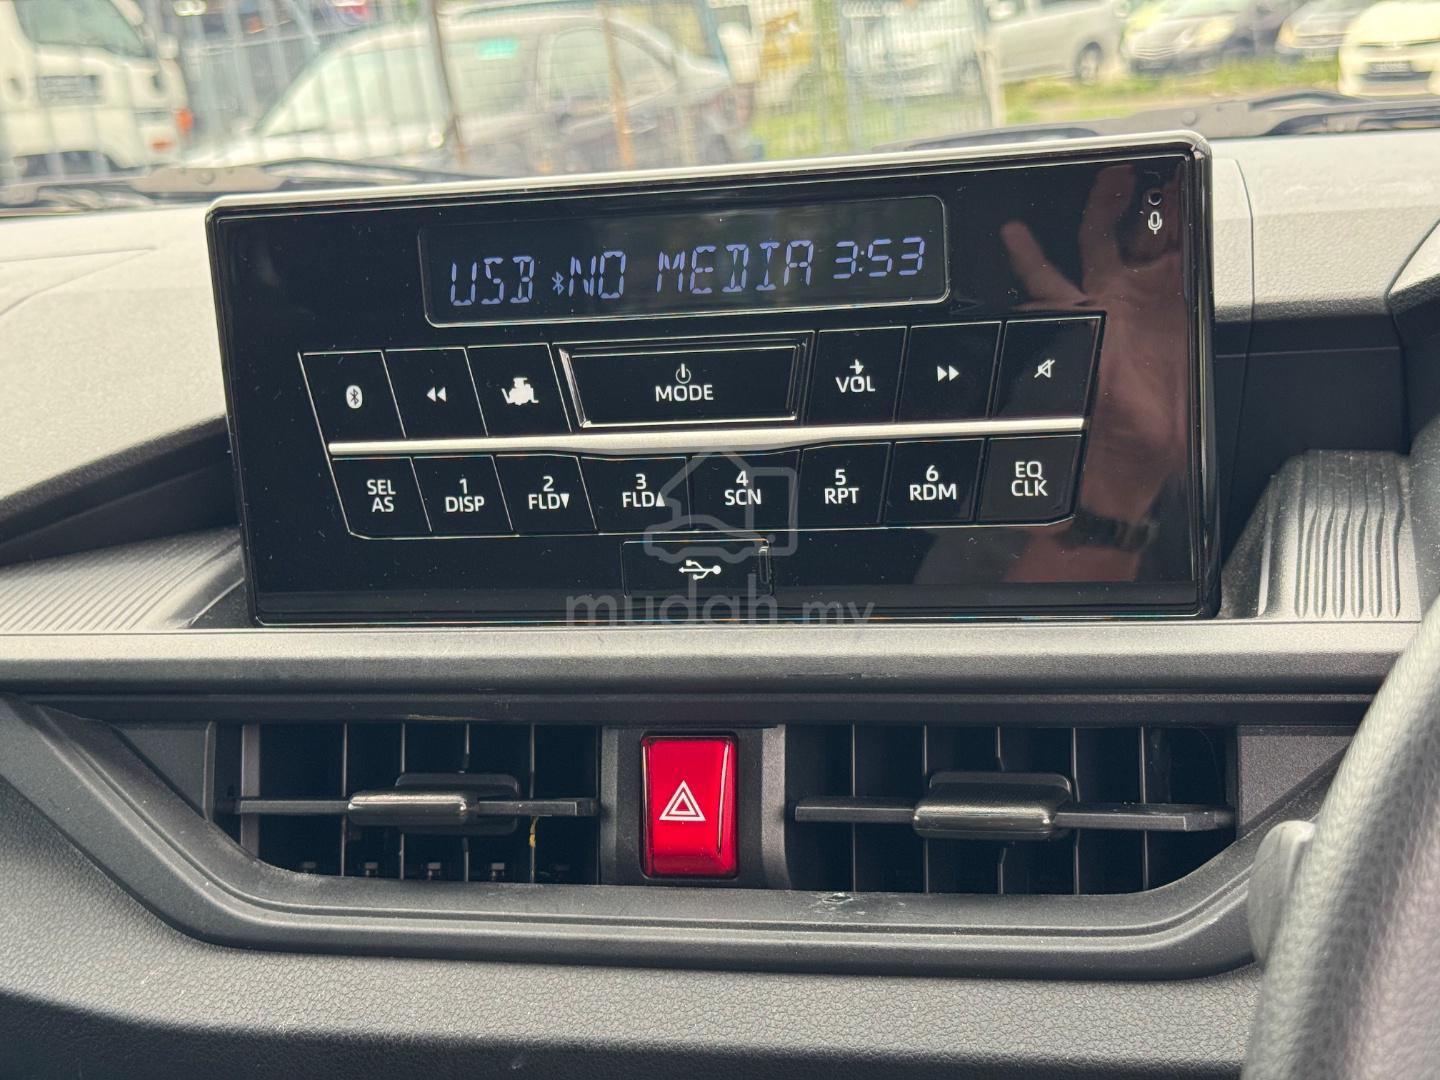 USB NO MEDIA 3:53
MODE
VOL
SEL AS
1 DISP
2 FLD▼
3 FLD▲
4 SCN
5 RPT
6 RDM
EQ CLK
mudah.my